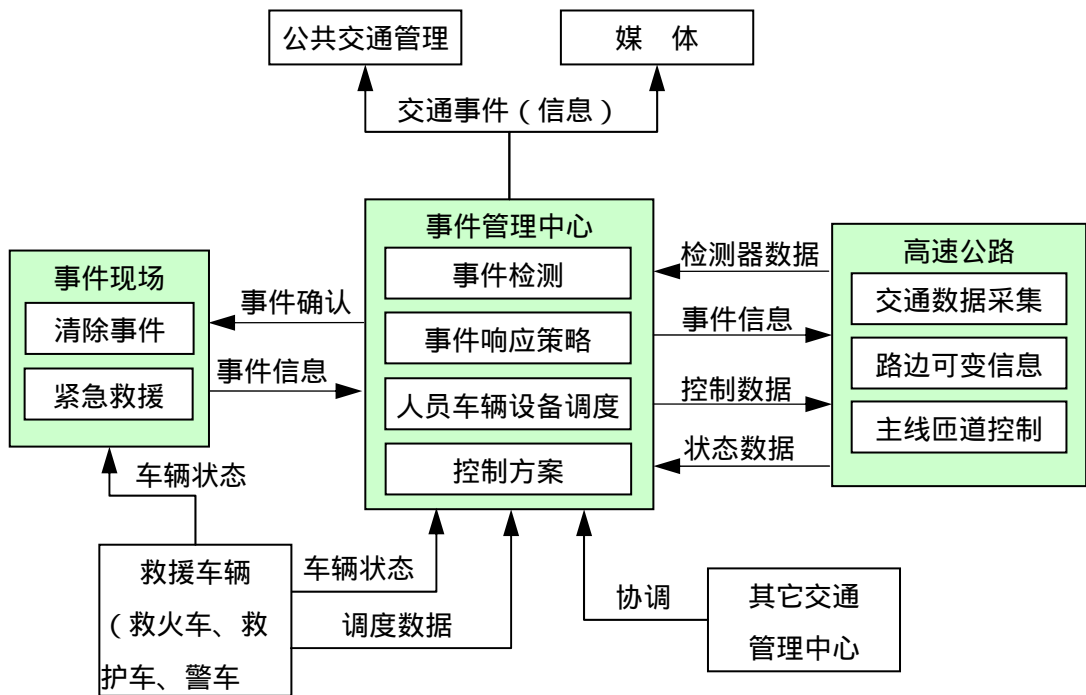 公共交通管理
媒 体
交通事件（信息）
事件管理中心
事件检测
事件响应策略
人员车辆设备调度
控制方案
事件现场
清除事件
紧急救援
事件确认
事件信息
检测器数据
事件信息
控制数据
状态数据
高速公路
交通数据采集
路边可变信息
主线匝道控制
车辆状态
救援车辆
（救火车、救
护车、警车
车辆状态
调度数据
协调
其它交通
管理中心